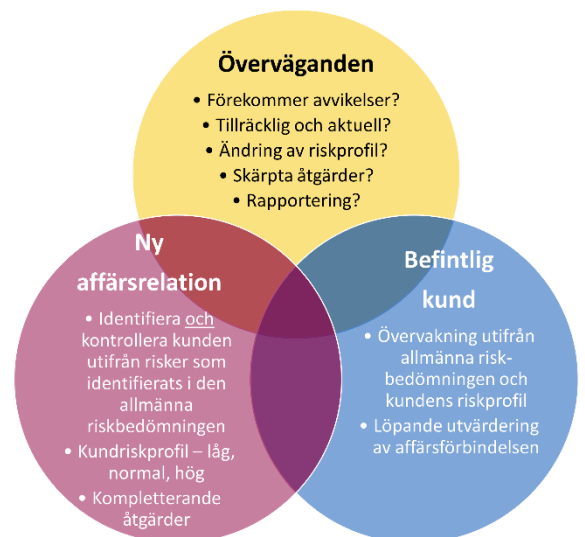 Överväganden
• Förekommer avvikelser?
• Tillräcklig och aktuell?
• Ändring av riskprofil?
• Skärpta åtgärder?
• Rapportering?
Ny
affärsrelation
• Identifiera och
kontrollera kunden
utifrån risker som
identifierats i den
allmänna
riskbedömningen
• Kundriskprofil – låg,
normal, hög
• Kompletterande
åtgärder
Befintlig
kund
• Övervakning utifrån
allmänna risk-
bedömningen och
kundens riskprofil
• Löpande utvärdering
av affärsförbindelsen